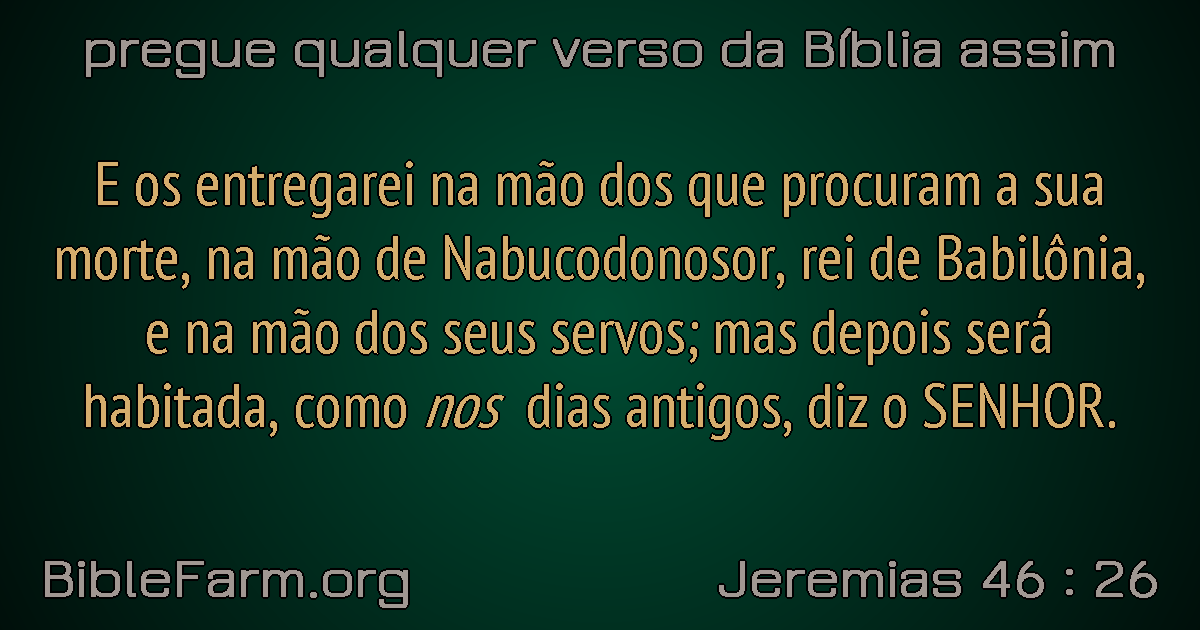 pregue qualquer verso da Bíblia assim
E os entregarei na mão dos que procuram a sua
morte, na mão de Nabucodonosor, rei de Babilônia,
e na mão dos seus servos; mas depois será
habitada, como nos dias antigos, diz o SENHOR.
BibleFarm.org
Jeremias 46 : 26